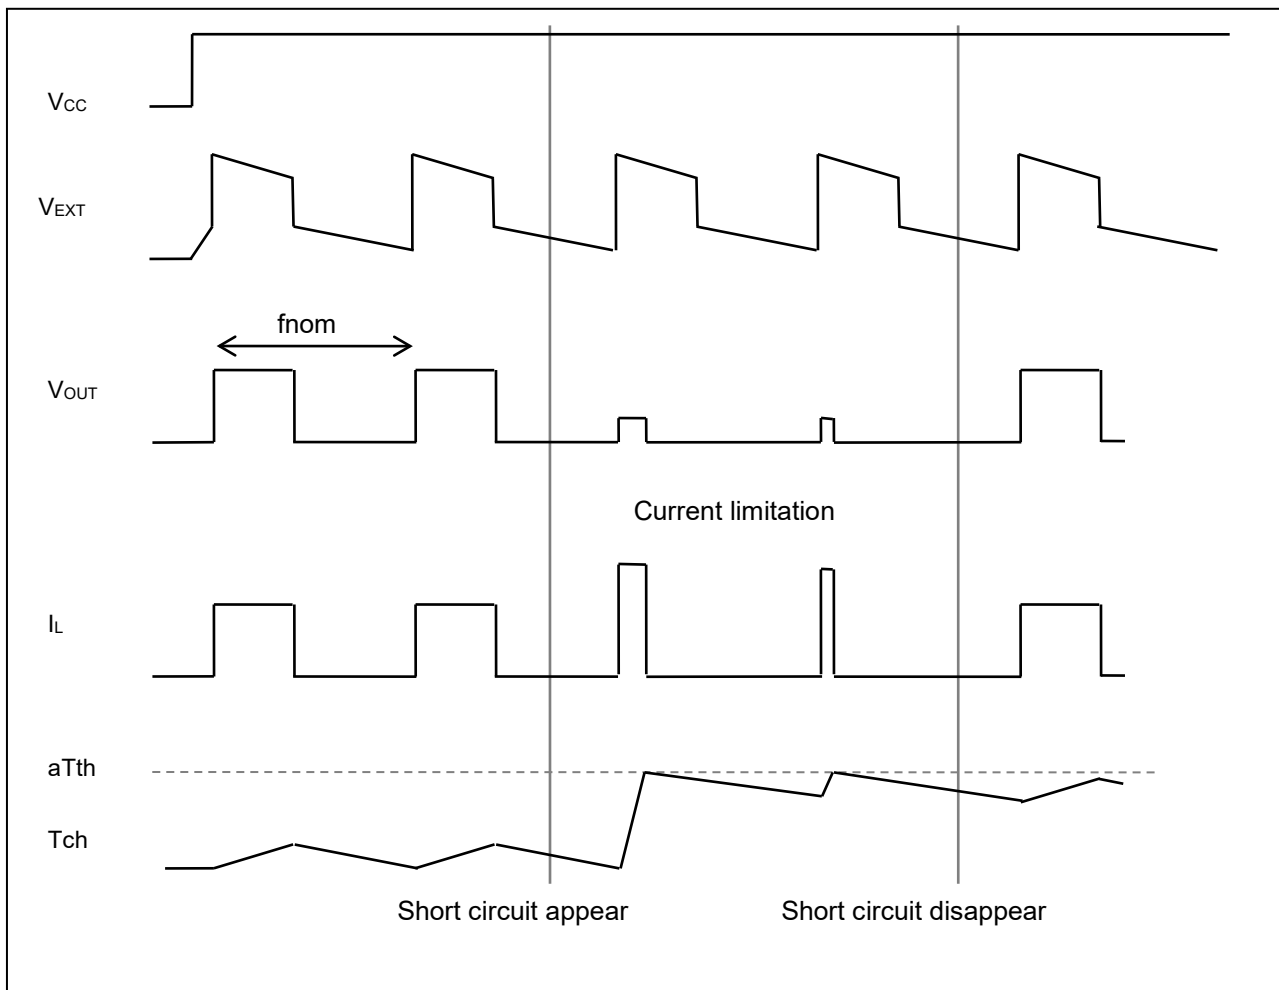 VCC
VEXT
fnom
VOUT
Current limitation
IL
aTth
Tch
Short circuit appear
Short circuit disappear